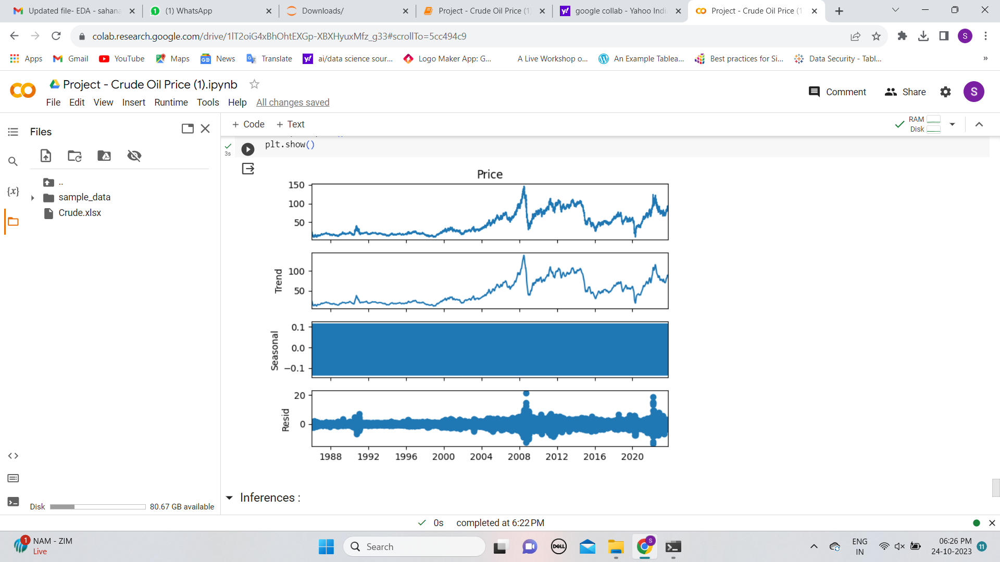 Updated file- EDA - sahana
(1) WhatsApp
Downloads/
Project - Crude Oil Price (1)
google collab - Yahoo Indi
Project - Crude Oil Price (1
colab.research.google.com/drive/1lT2oiG4xBhOhtEXGp-XBXHyuxMfz_g33#scrollTo=5cc494c9
S
Apps
Gmail
YouTube
Maps
News
Translate
ai/data science sour...
Logo Maker App: G...
A Live Workshop o...
An Example Tablea...
Best practices for Si...
Data Security - Tabl...
»
Project - Crude Oil Price (1).ipynb
File Edit View Insert Runtime Tools Help All changes saved
Comment
Share
S
Files
+ Code + Text
RAM
Disk
{x}
..
sample_data
Crude.xlsx
3s
plt.show()
Price
150
100
50
Trend
100
50
Seasonal
0.1
0.0
−0.1
Resid
20
0
1988 1992 1996 2000 2004 2008 2012 2016 2020
Inferences :
Disk 80.67 GB available
0s completed at 6:22 PM
1
NAM - ZIM
Live
Search
DELL
S
ENG
IN
06:26 PM
24-10-2023
11